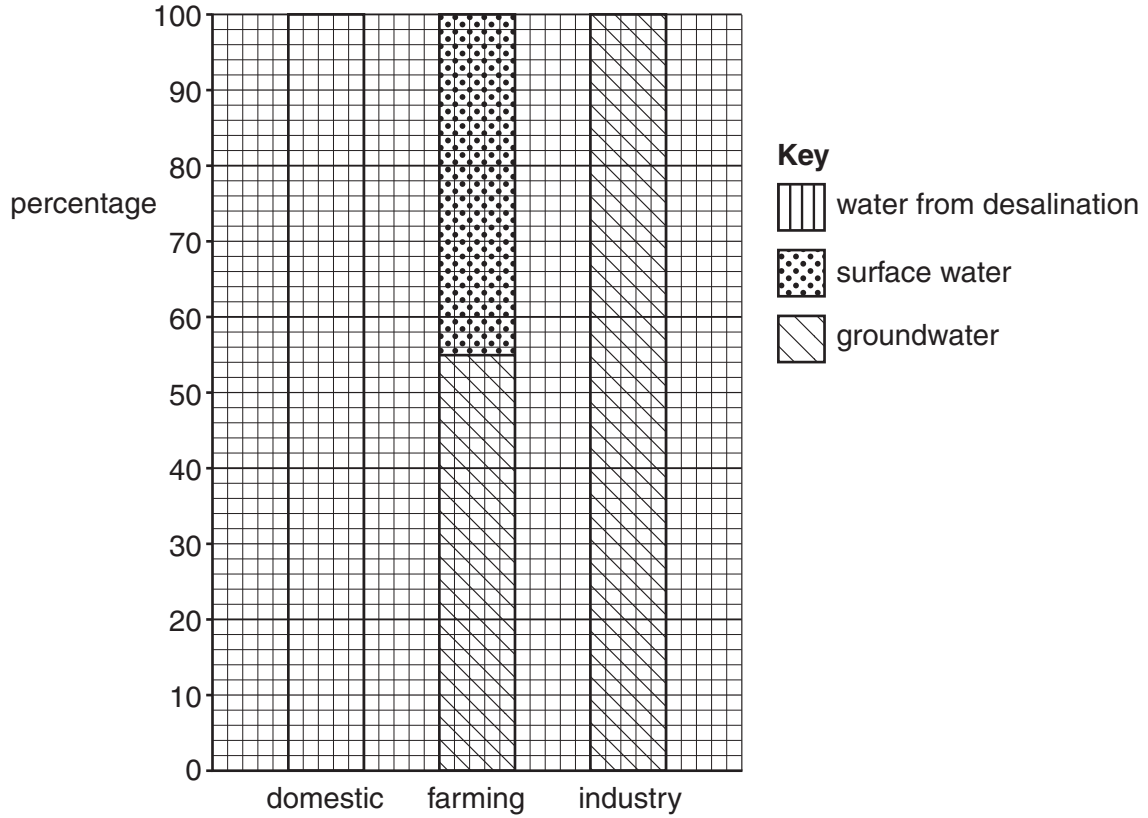 100
90
80
percentage
70
60
50
40
30
20
10
0
domestic farming industry
Key
water from desalination
surface water
groundwater